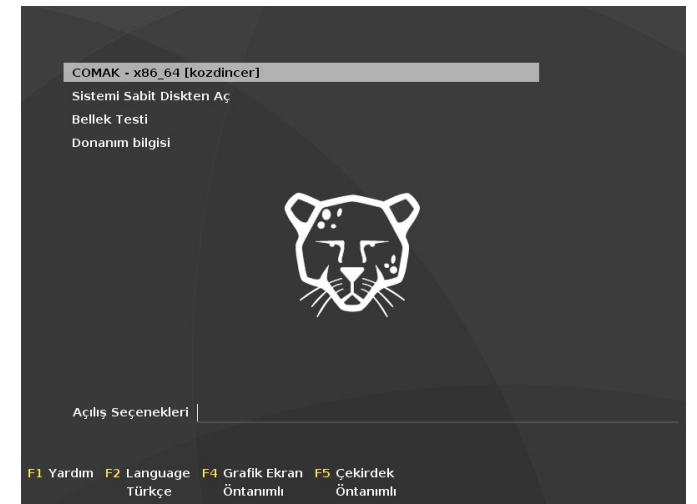 COMAK - x86_64 [kozdincer]
Sistemi Sabit Diskten Aç
Bellek Testi
Donanım bilgisi
Açılış Seçenekleri
F1 Yardım F2 Language F4 Grafik Ekran F5 Çekirdek
Türkçe Öntanımlı Öntanımlı